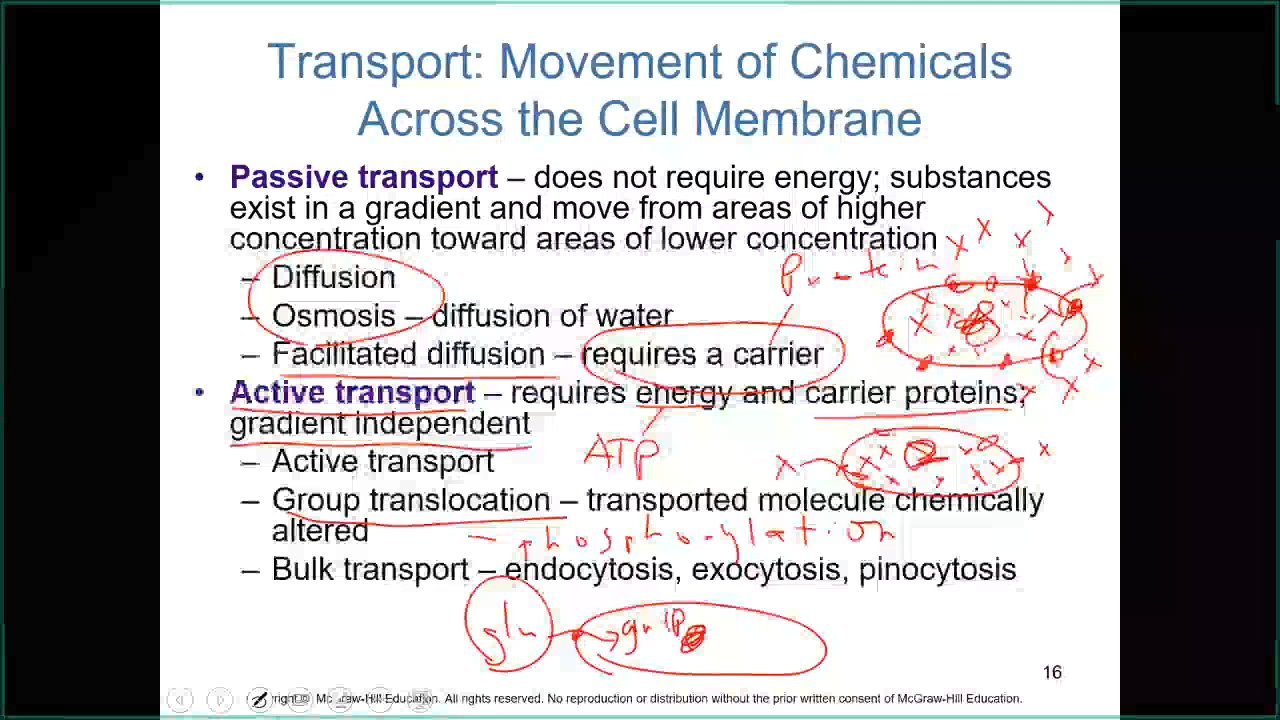 Transport: Movement of Chemicals
Across the Cell Membrane
• Passive transport – does not require energy; substances
exist in a gradient and move from areas of higher
concentration toward areas of lower concentration
– Diffusion
Protein
– Osmosis – diffusion of water
– Facilitated diffusion – requires a carrier
• Active transport – requires energy and carrier proteins;
gradient independent
ATP
– Active transport
– Group translocation – transported molecule chemically
altered
– phosphorylation
– Bulk transport – endocytosis, exocytosis, pinocytosis
glu
16
McGraw-Hill Education. All rights reserved. No reproduction or distribution without the prior written consent of McGraw-Hill Education.